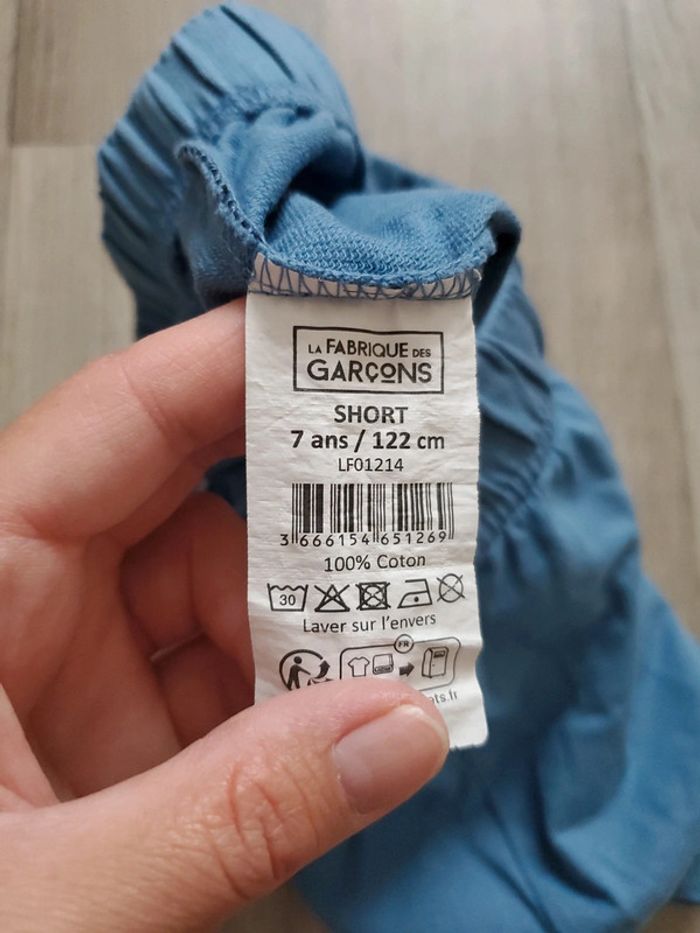 LA FABRIQUE DES
GARÇONS
SHORT
7 ans / 122 cm
LF01214
3 666154 651269
100% Coton
30
Laver sur l'envers
FR